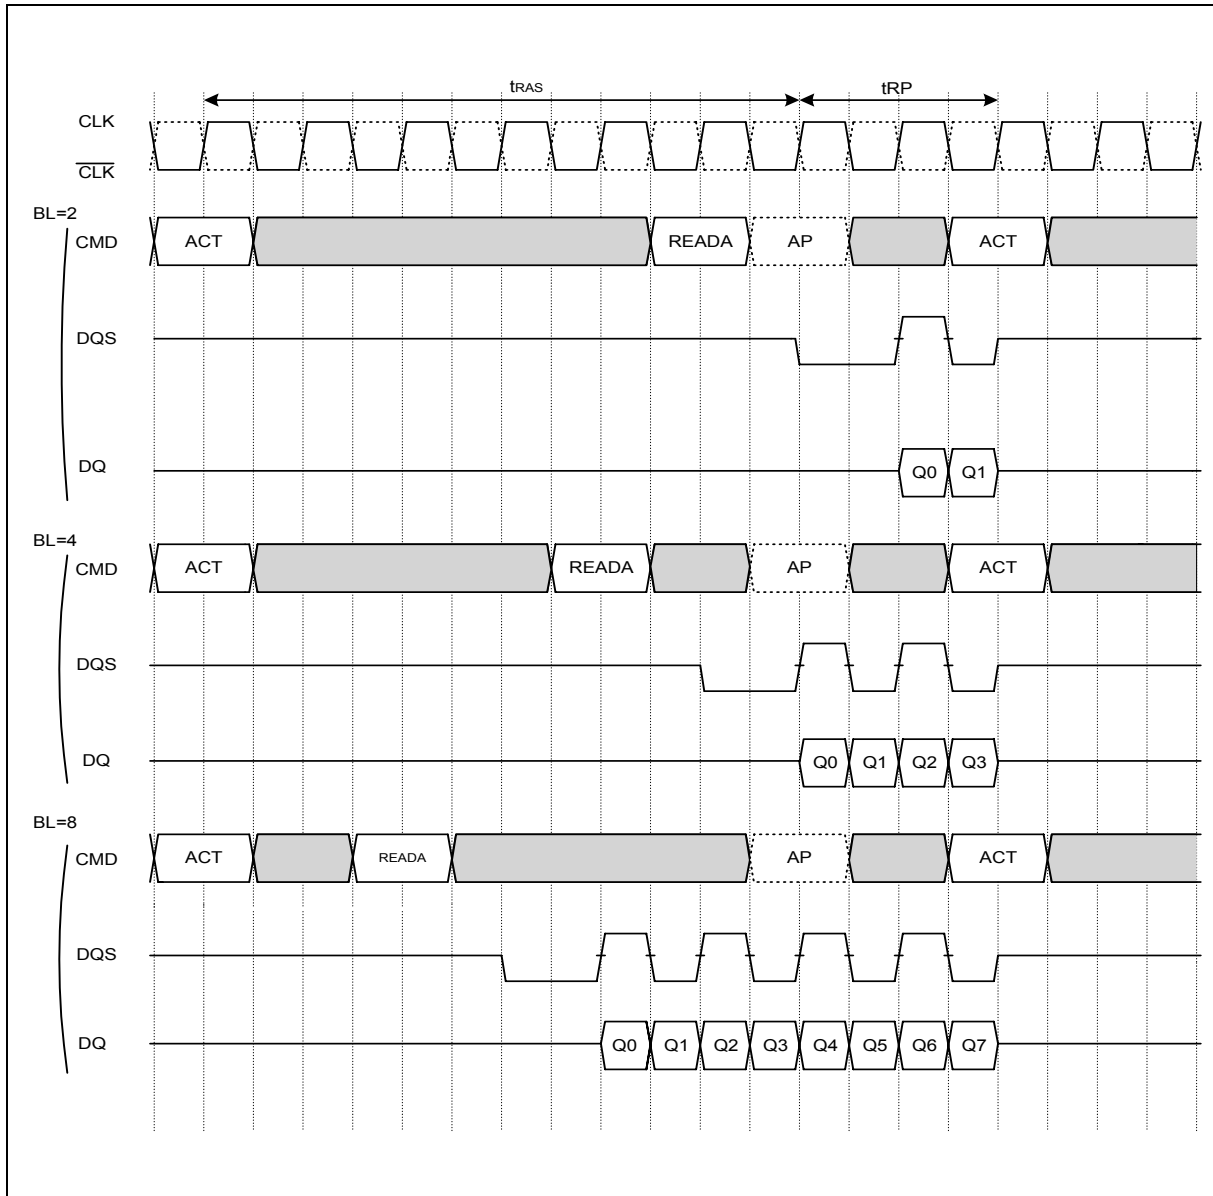 tRAS tRP
CLK
CLK
BL=2
CMD ACT READA AP ACT
DQS
DQ Q0 Q1
BL=4
CMD ACT READA AP ACT
DQS
DQ Q0 Q1 Q2 Q3
BL=8
CMD ACT READA AP ACT
DQS
DQ Q0 Q1 Q2 Q3 Q4 Q5 Q6 Q7